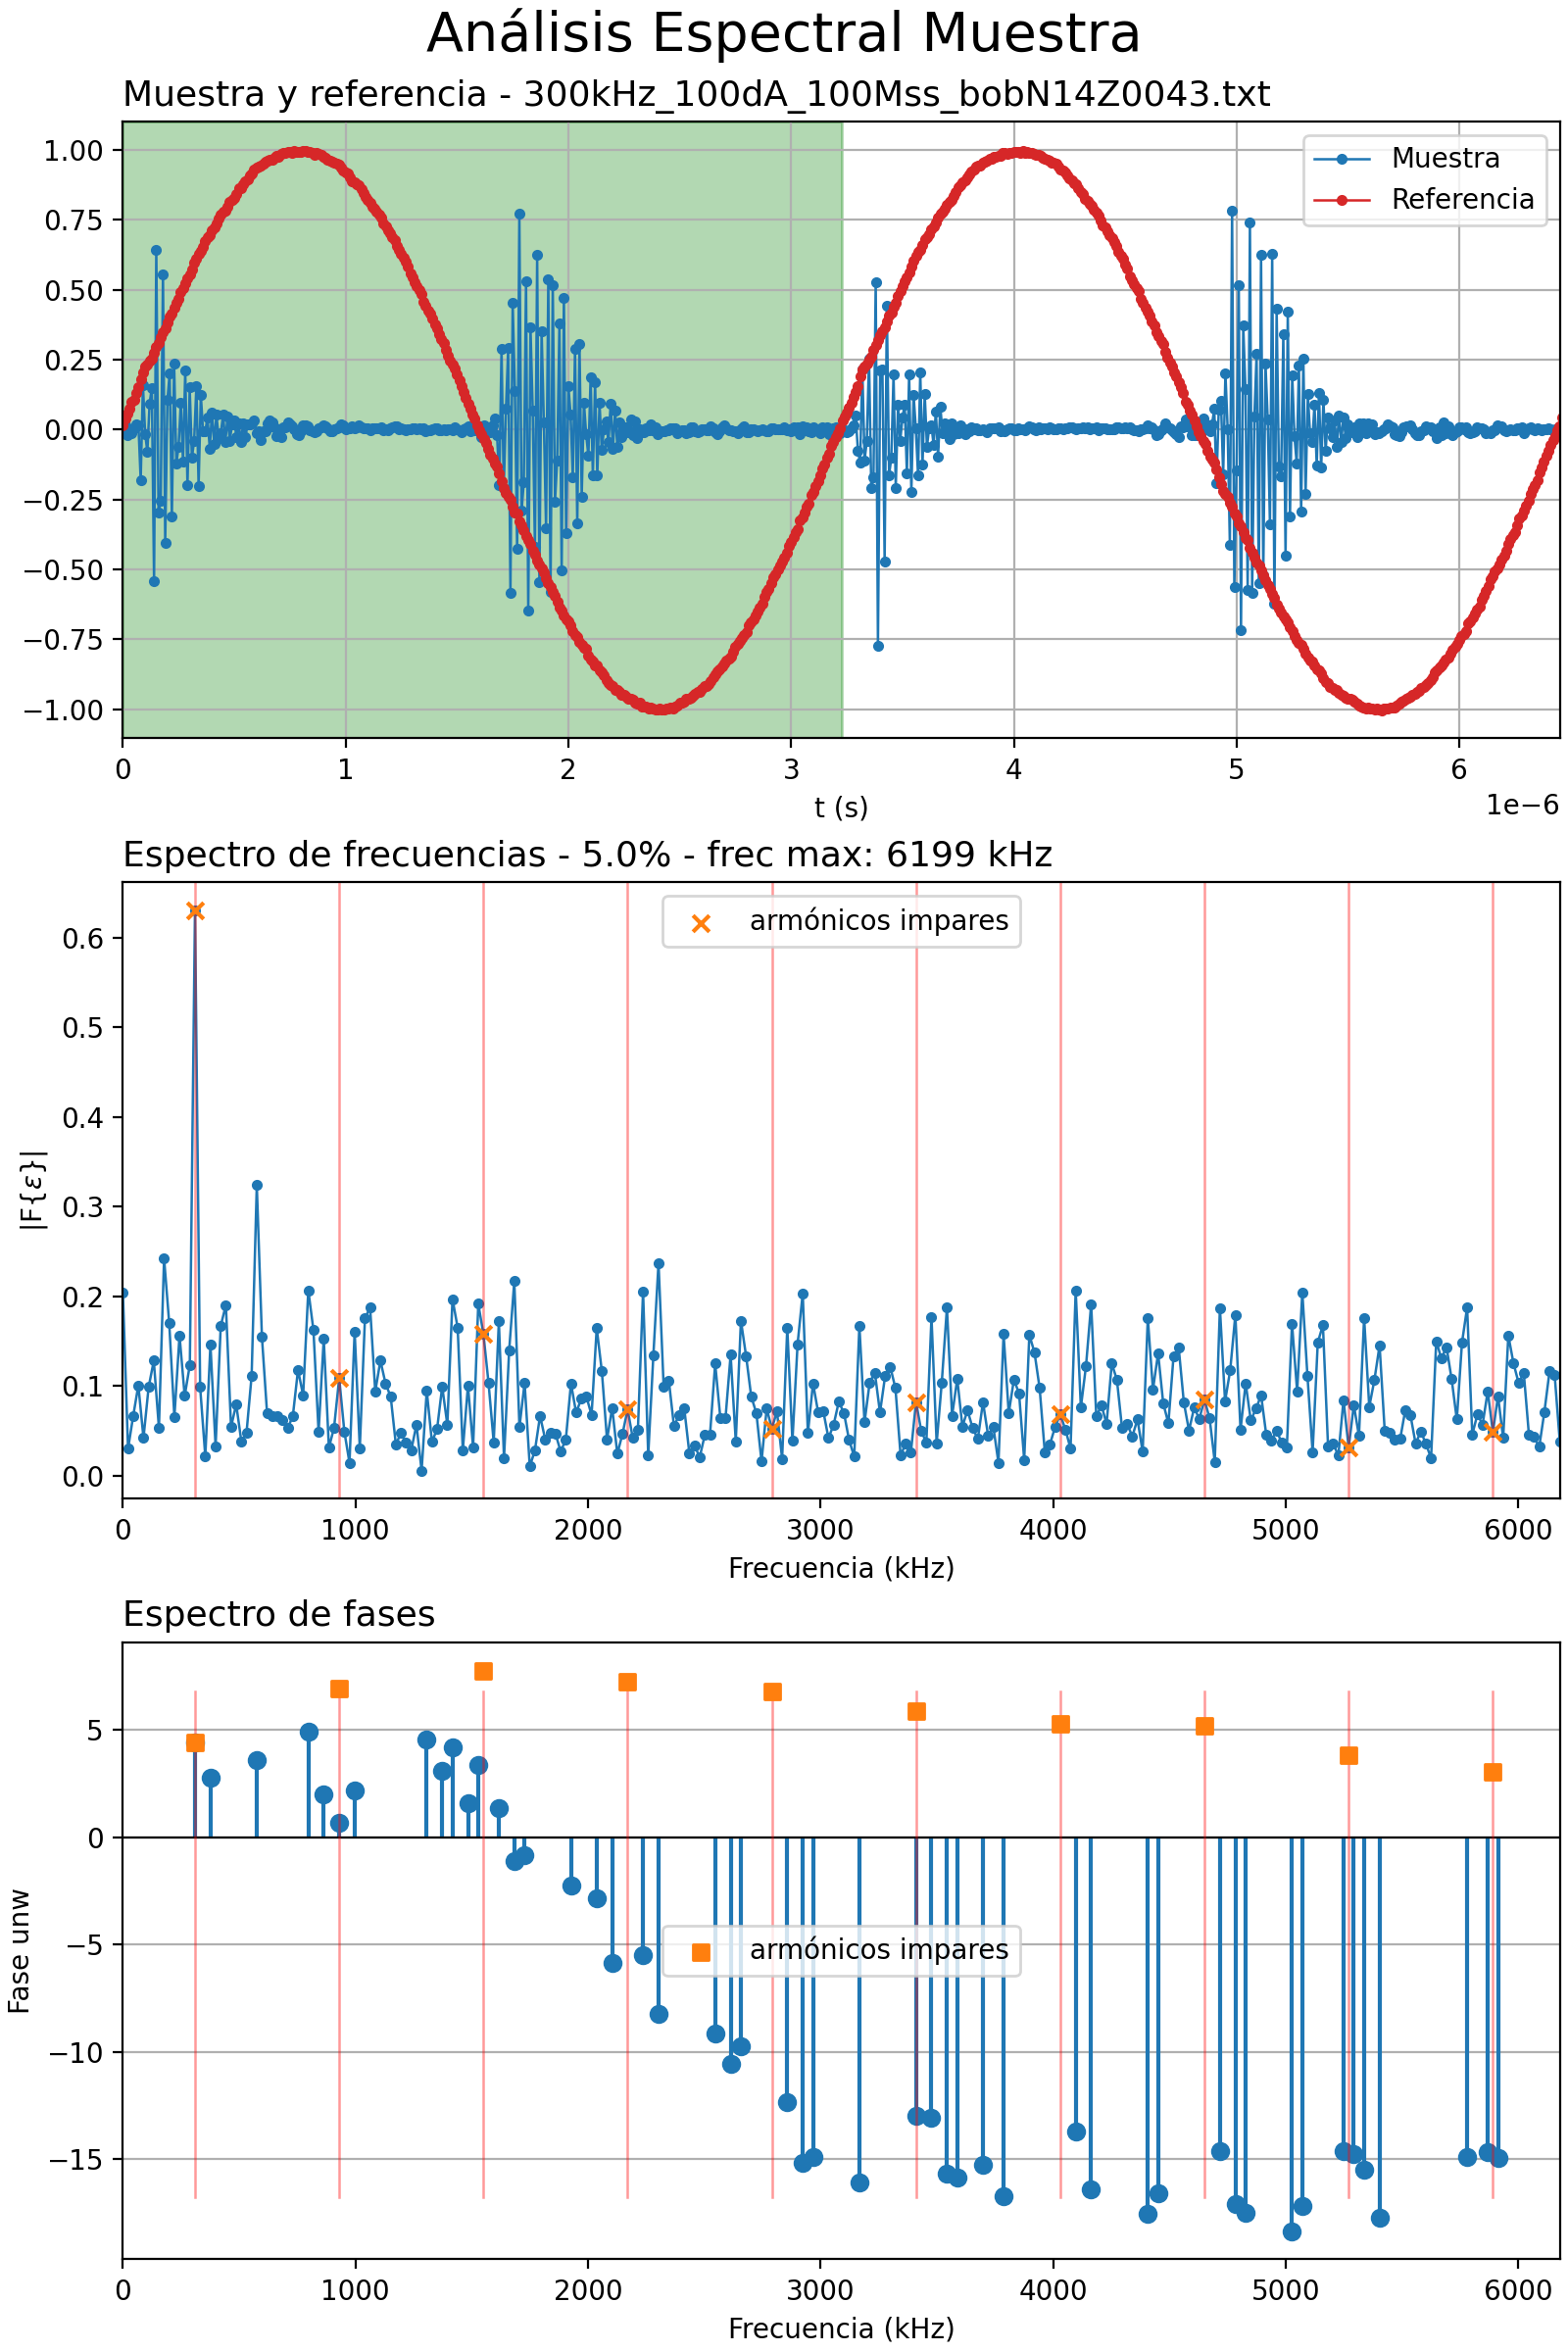 Análisis Espectral Muestra
Muestra y referencia - 300kHz_100dA_100Mss_bobN14Z0043.txt
1.00
0.75
0.50
0.25
0.00
−0.25
−0.50
−0.75
−1.00
Muestra
Referencia
0 1 2 3 4 5 6
t (s)
1e−6
Espectro de frecuencias - 5.0% - frec max: 6199 kHz
0.6
0.5
0.4
0.3
0.2
0.1
0.0
|F{ε}|
armónicos impares
0 1000 2000 3000 4000 5000 6000
Frecuencia (kHz)
Espectro de fases
5
0
−5
−10
−15
Fase unw
armónicos impares
0 1000 2000 3000 4000 5000 6000
Frecuencia (kHz)